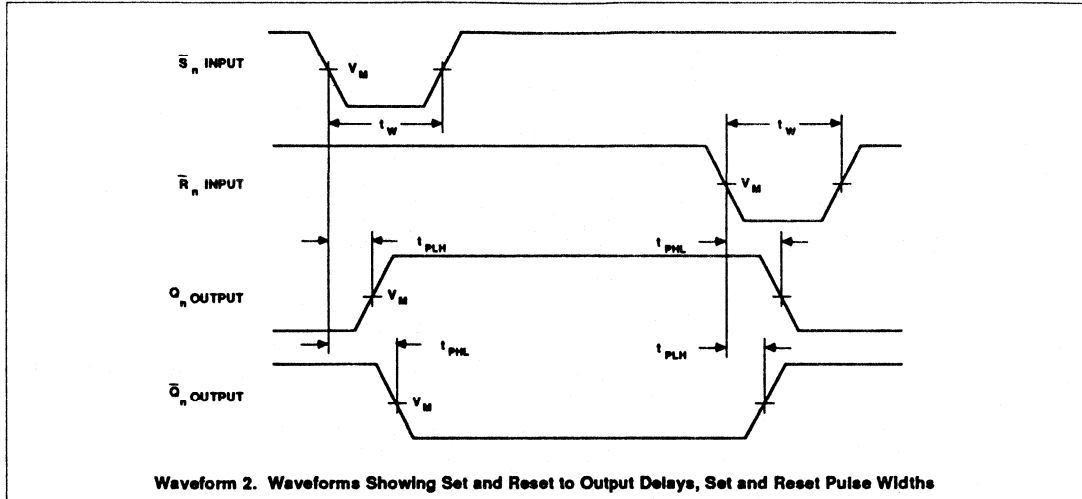 S̅n INPUT
VM
tW
tW
R̅n INPUT
VM
tPLH
tPHL
Qn OUTPUT
VM
tPHL
tPLH
Q̅n OUTPUT
VM
Waveform 2. Waveforms Showing Set and Reset to Output Delays, Set and Reset Pulse Widths